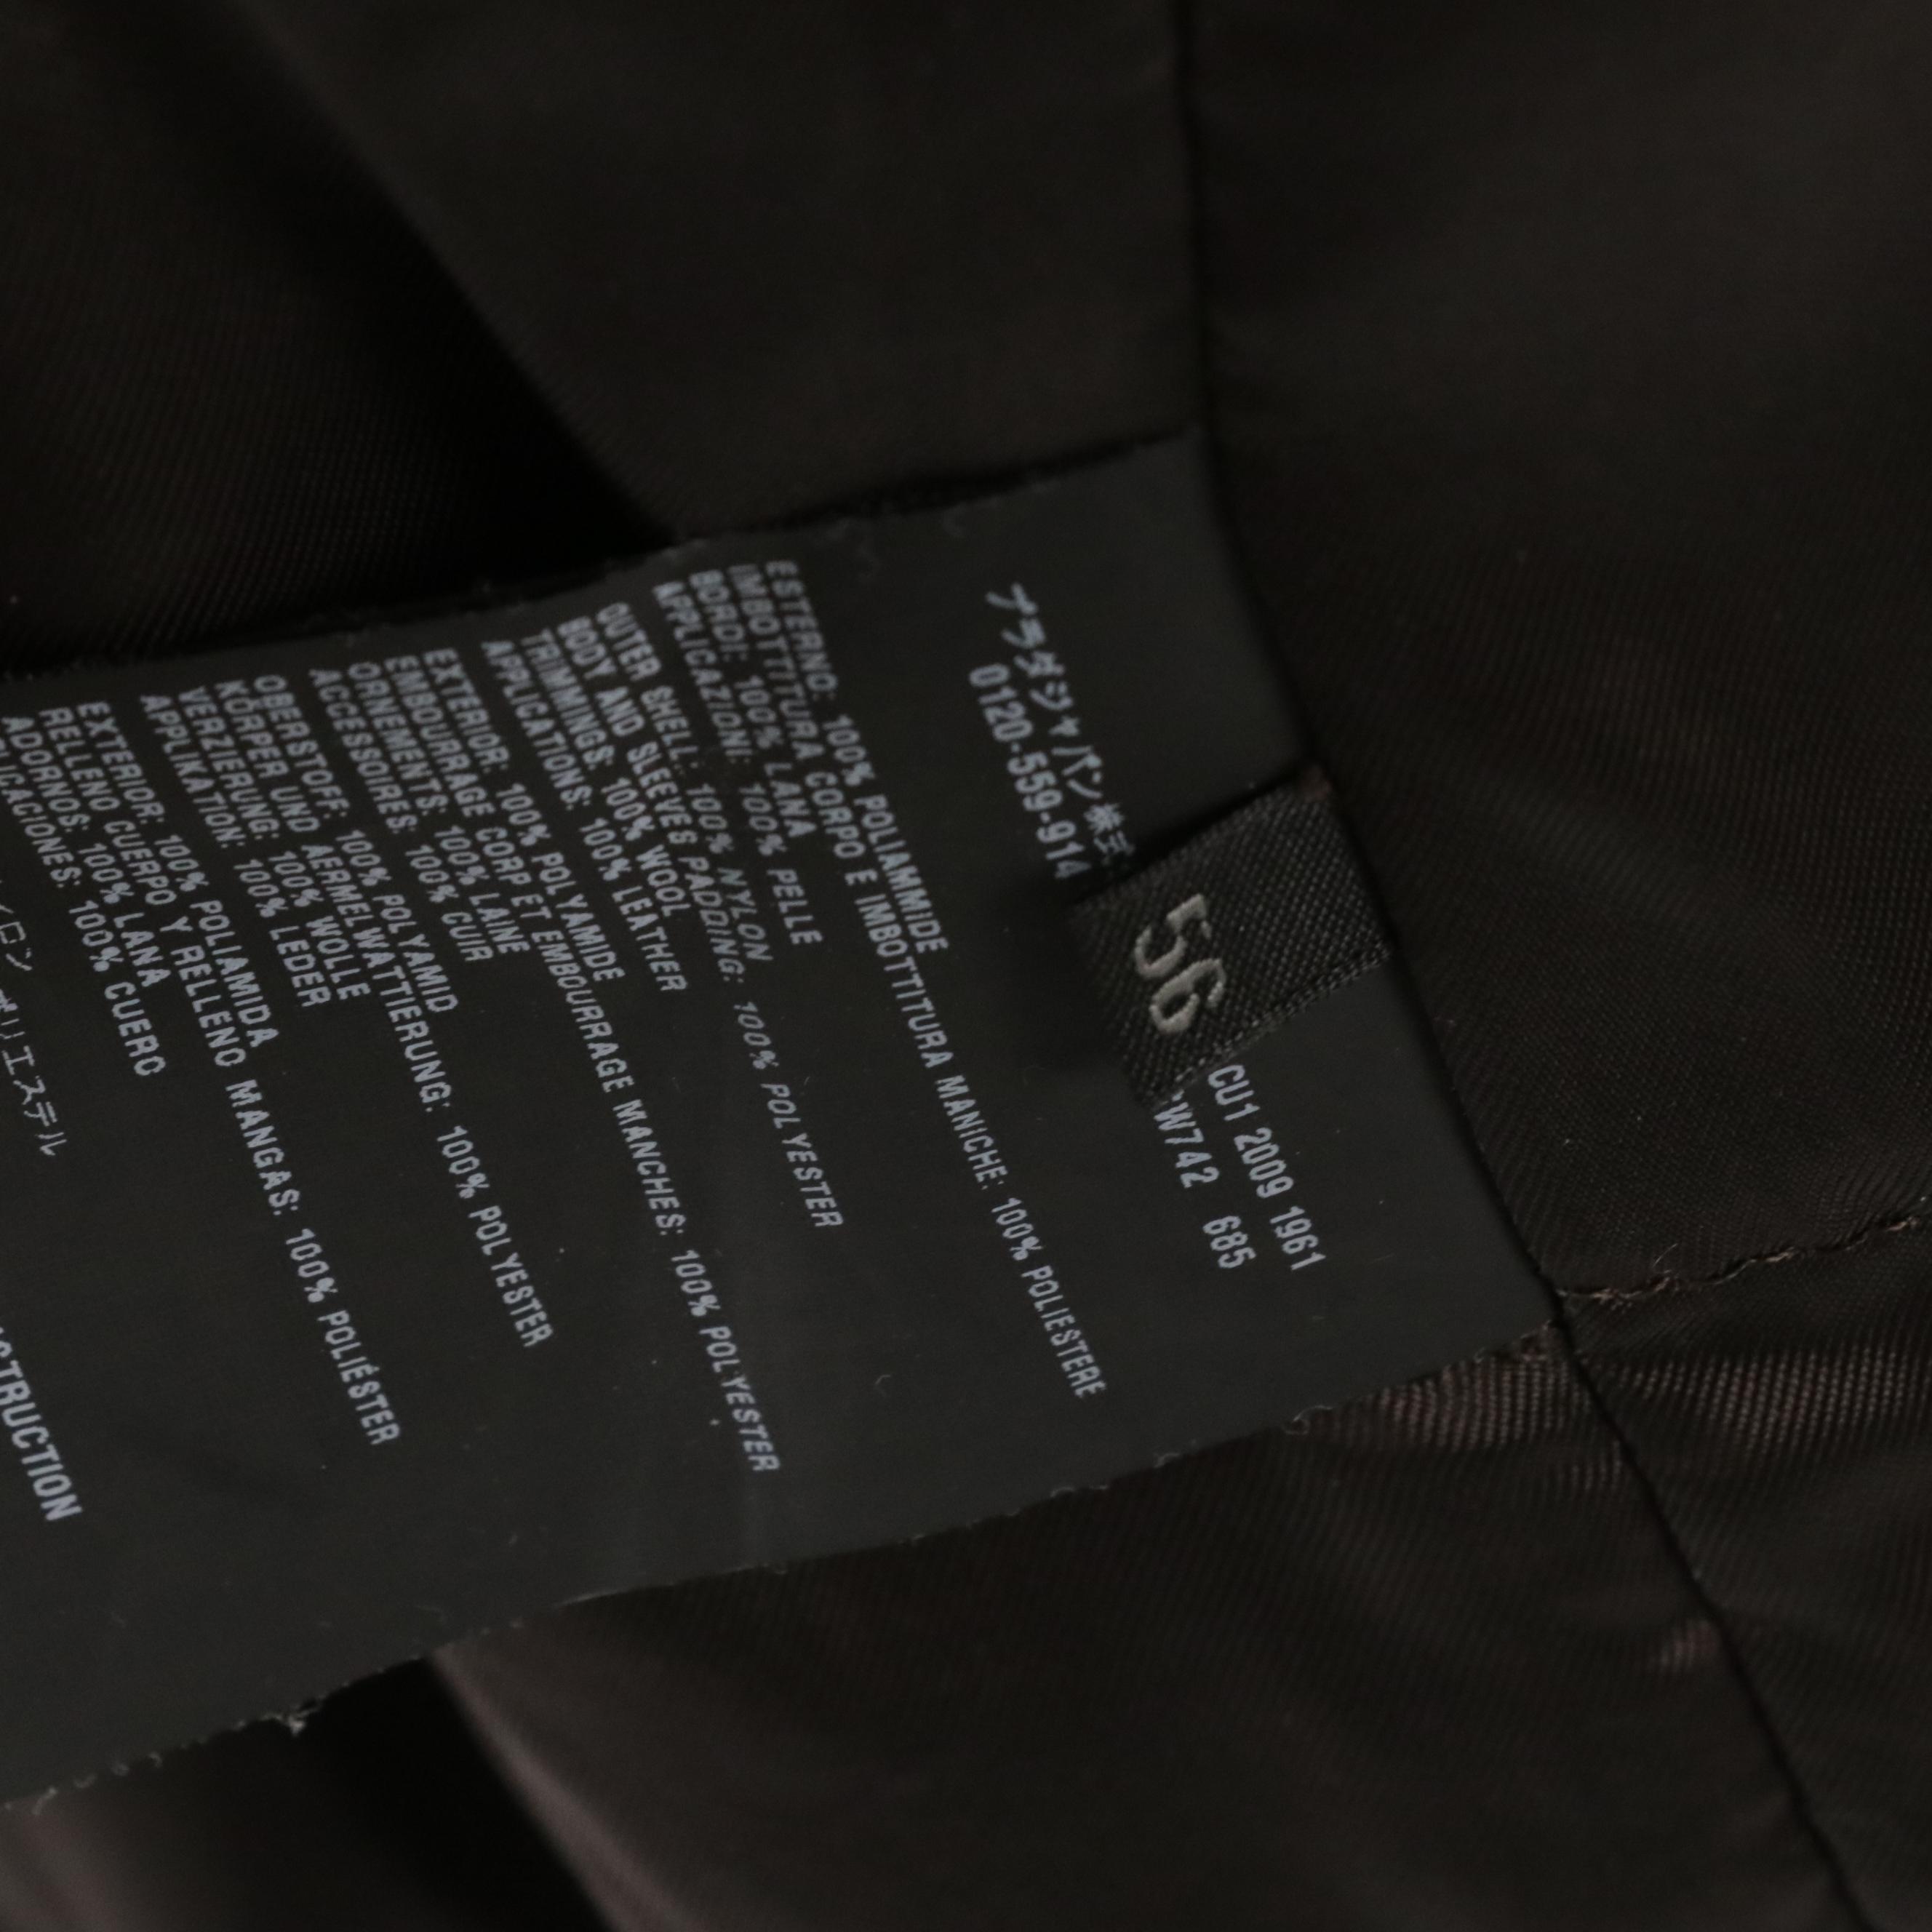 プラダジャパン株式
0120-559-914
56
CU1 2009 1961
W742 685
ESTERNO: 100% POLIAMMIDE
IMBOTTITURA CORPO E IMBOTTITURA MANICHE: 100% POLIESTERE
BORDI: 100% LANA
APPLICAZIONI: 100% PELLE
OUTER SHELL: 100% NYLON
BODY AND SLEEVES PADDING: 100% POLYESTER
TRIMMINGS: 100% WOOL
APPLICATIONS: 100% LEATHER
EXTERIOR: 100% POLYAMIDE
EMBOURRAGE CORP ET EMBOURRAGE MANCHES: 100% POLYESTER
ORNEMENTS: 100% LAINE
ACCESSOIRES: 100% CUIR
OBERSTOFF: 100% POLYAMID
KÖRPER UND AERMELWATTIERUNG: 100% POLYESTER
VERZIERUNG: 100% WOLLE
APPLIKATION: 100% LEDER
EXTERIOR: 100% POLIAMIDA
RELLENO CUERPO Y RELLENO MANGAS: 100% POLIÉSTER
ADORNOS: 100% LANA
ICACIONES: 100% CUERO
イロン
ポリエステル
STRUCTION